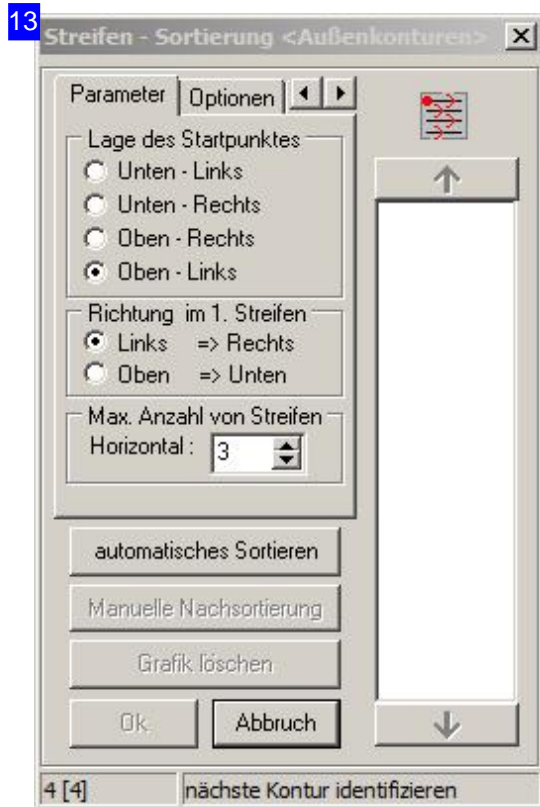 13
Streifen - Sortierung <Außenkonturen>
Parameter Optionen
Lage des Startpunktes
Unten - Links
Unten - Rechts
Oben - Rechts
Oben - Links
Richtung im 1. Streifen
Links => Rechts
Oben => Unten
Max. Anzahl von Streifen
Horizontal : 3
automatisches Sortieren
Manuelle Nachsortierung
Grafik löschen
Ok Abbruch
4 [4] nächste Kontur identifizieren